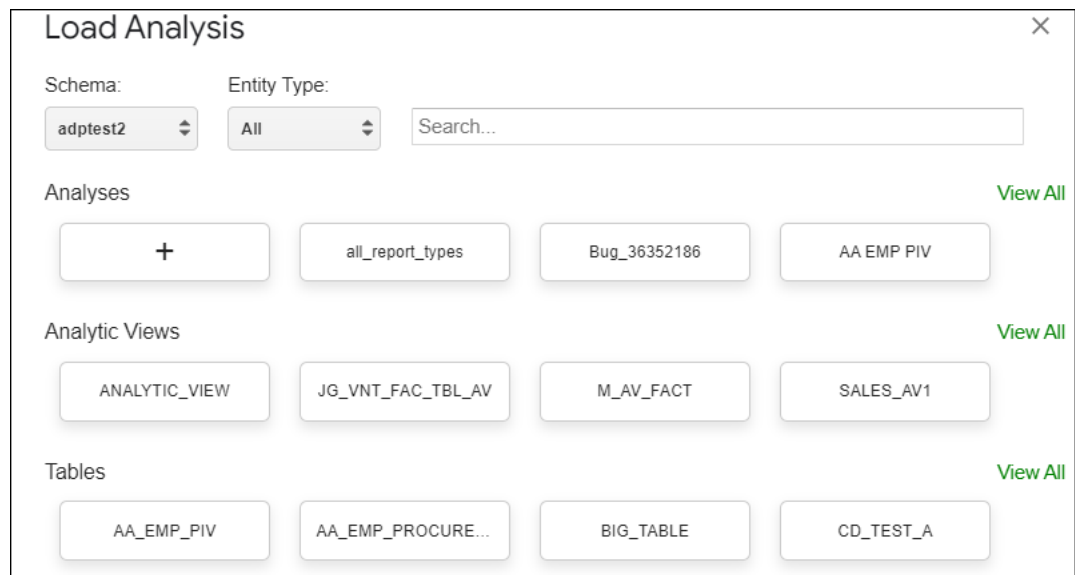 Load Analysis
Schema: Entity Type:
adptest2 All Search...
Analyses View All
+ all_report_types Bug_36352186 AA EMP PIV
Analytic Views View All
ANALYTIC_VIEW JG_VNT_FAC_TBL_AV M_AV_FACT SALES_AV1
Tables View All
AA_EMP_PIV AA_EMP_PROCURE... BIG_TABLE CD_TEST_A